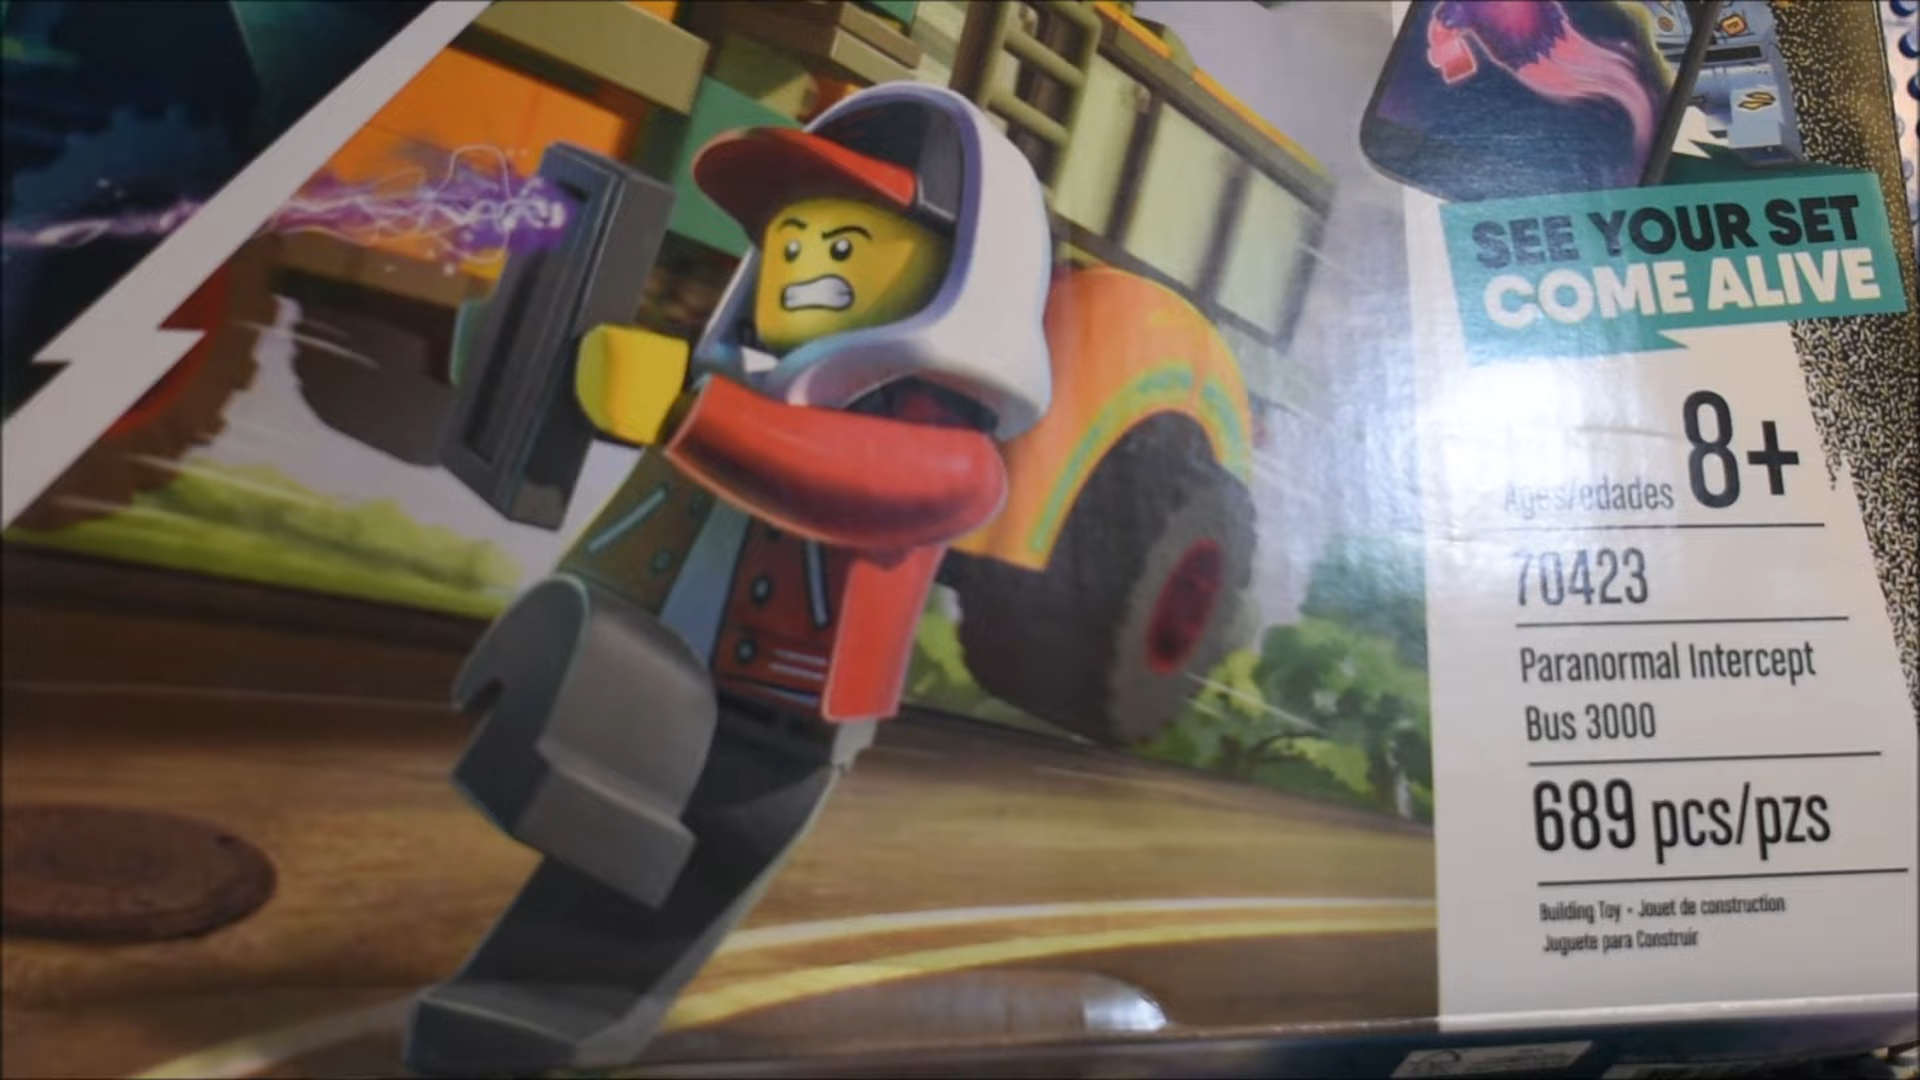 SEE YOUR SET
COME ALIVE
Ages/edades 8+
70423
Paranormal Intercept
Bus 3000
689 pcs/pzs
Building Toy - Jouet de construction
Juguete para Construir